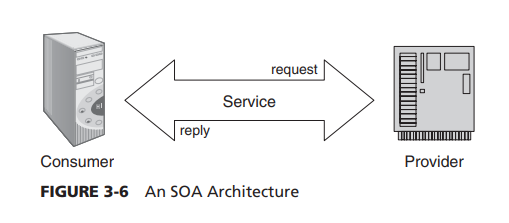 request
Service
reply
Consumer
Provider
FIGURE 3-6 An SOA Architecture